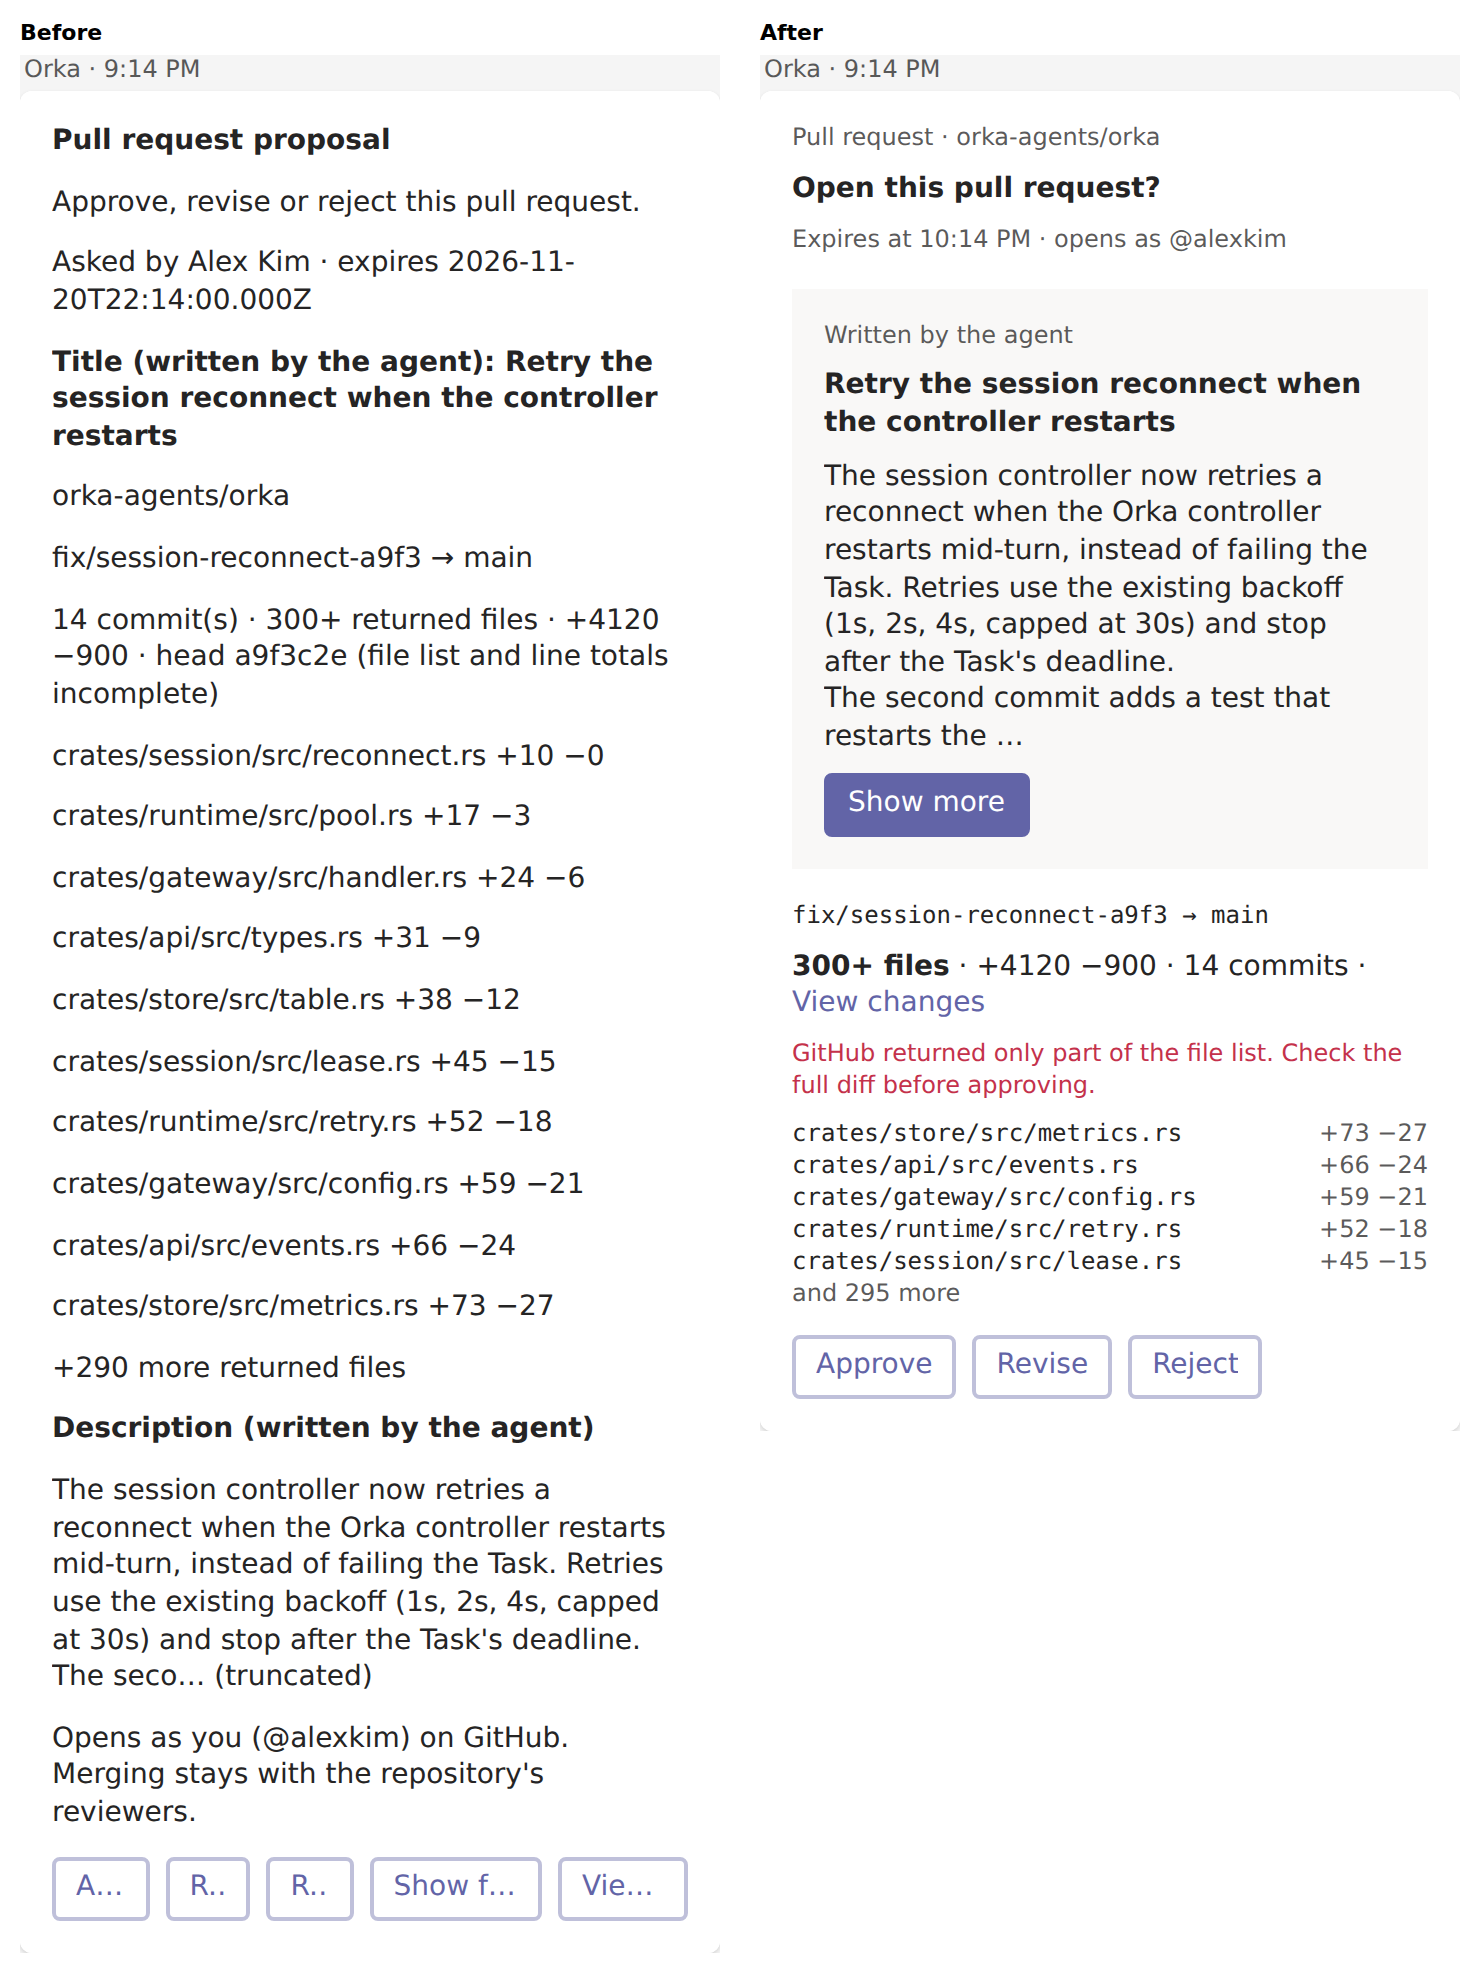 Before
Orka · 9:14 PM
Pull request proposal
Approve, revise or reject this pull request.
Asked by Alex Kim · expires 2026-11-
20T22:14:00.000Z
Title (written by the agent): Retry the
session reconnect when the controller
restarts
orka-agents/orka
fix/session-reconnect-a9f3 → main
14 commit(s) · 300+ returned files · +4120
−900 · head a9f3c2e (file list and line totals
incomplete)
crates/session/src/reconnect.rs +10 −0
crates/runtime/src/pool.rs +17 −3
crates/gateway/src/handler.rs +24 −6
crates/api/src/types.rs +31 −9
crates/store/src/table.rs +38 −12
crates/session/src/lease.rs +45 −15
crates/runtime/src/retry.rs +52 −18
crates/gateway/src/config.rs +59 −21
crates/api/src/events.rs +66 −24
crates/store/src/metrics.rs +73 −27
+290 more returned files
Description (written by the agent)
The session controller now retries a
reconnect when the Orka controller restarts
mid-turn, instead of failing the Task. Retries
use the existing backoff (1s, 2s, 4s, capped
at 30s) and stop after the Task's deadline.
The seco… (truncated)
Opens as you (@alexkim) on GitHub.
Merging stays with the repository's
reviewers.
A… R.. R.. Show f… Vie…
After
Orka · 9:14 PM
Pull request · orka-agents/orka
Open this pull request?
Expires at 10:14 PM · opens as @alexkim
Written by the agent
Retry the session reconnect when
the controller restarts
The session controller now retries a
reconnect when the Orka controller
restarts mid-turn, instead of failing the
Task. Retries use the existing backoff
(1s, 2s, 4s, capped at 30s) and stop
after the Task's deadline.
The second commit adds a test that
restarts the …
Show more
fix/session-reconnect-a9f3 → main
300+ files · +4120 −900 · 14 commits ·
View changes
GitHub returned only part of the file list. Check the
full diff before approving.
crates/store/src/metrics.rs +73 −27
crates/api/src/events.rs +66 −24
crates/gateway/src/config.rs +59 −21
crates/runtime/src/retry.rs +52 −18
crates/session/src/lease.rs +45 −15
and 295 more
Approve Revise Reject